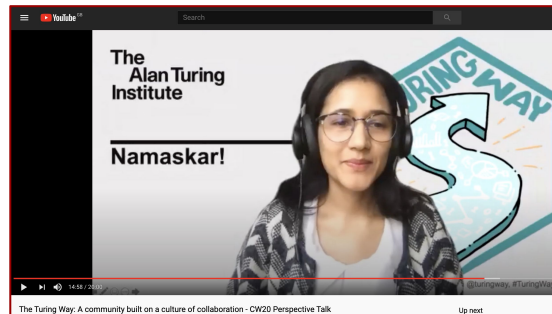 YouTube GB
Search
The
Alan Turing
Institute
TURING WAY
Namaskar!
@turingway, #TuringWay
14:58 / 20:00
The Turing Way: A community built on a culture of collaboration - CW20 Perspective Talk
Up next